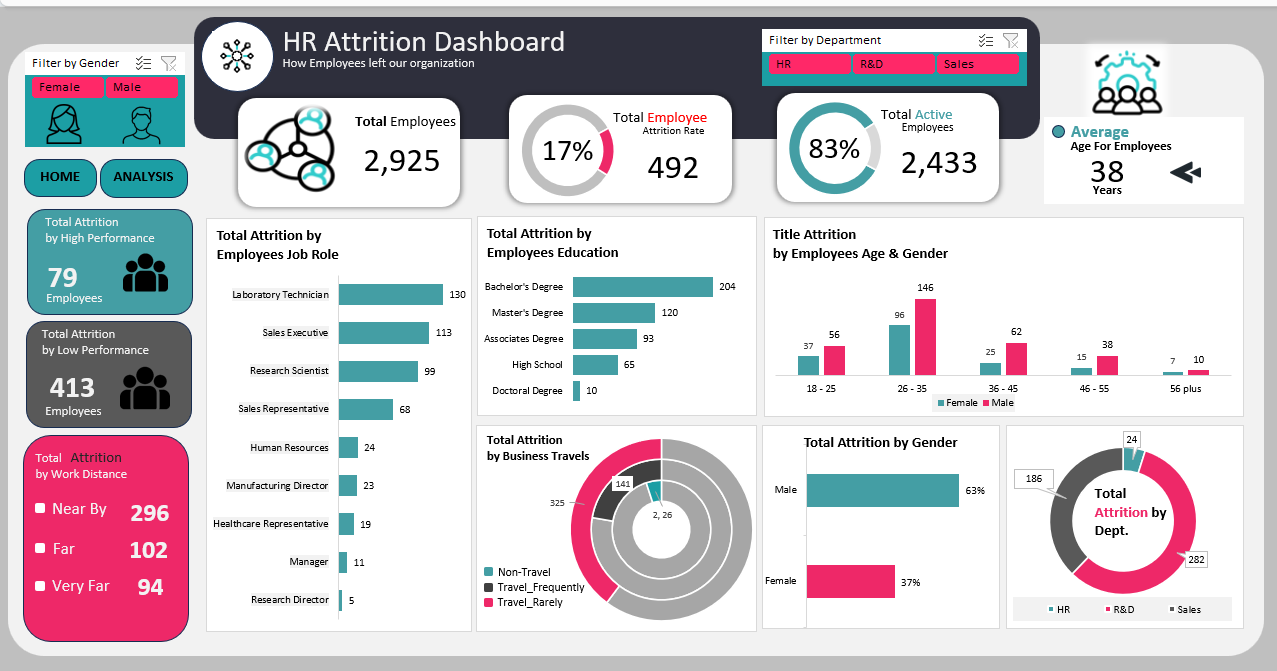 HR Attrition Dashboard
How Employees left our organization
Filter by Gender
Female
Male
Filter by Department
HR
R&D
Sales
HOME
ANALYSIS
Total Employees
2,925
17%
Total Employee
Attrition Rate
492
83%
Total Active
Employees
2,433
Average
Age For Employees
38
Years
Total Attrition
by High Performance
79
Employees
Total Attrition
by Low Performance
413
Employees
Total Attrition
by Work Distance
Near By 296
Far 102
Very Far 94
Total Attrition by
Employees Job Role
Laboratory Technician 130
Sales Executive 113
Research Scientist 99
Sales Representative 68
Human Resources 24
Manufacturing Director 23
Healthcare Representative 19
Manager 11
Research Director 5
Total Attrition by
Employees Education
Bachelor's Degree 204
Master's Degree 120
Associates Degree 93
High School 65
Doctoral Degree 10
Title Attrition
by Employees Age & Gender
37 56
96 146
25 62
15 38
7 10
18 - 25
26 - 35
36 - 45
46 - 55
56 plus
Female Male
Total Attrition
by Business Travels
325
141
2, 26
Non-Travel
Travel_Frequently
Travel_Rarely
Total Attrition by Gender
Male 63%
Female 37%
24
186
282
Total
Attrition by
Dept.
HR R&D Sales